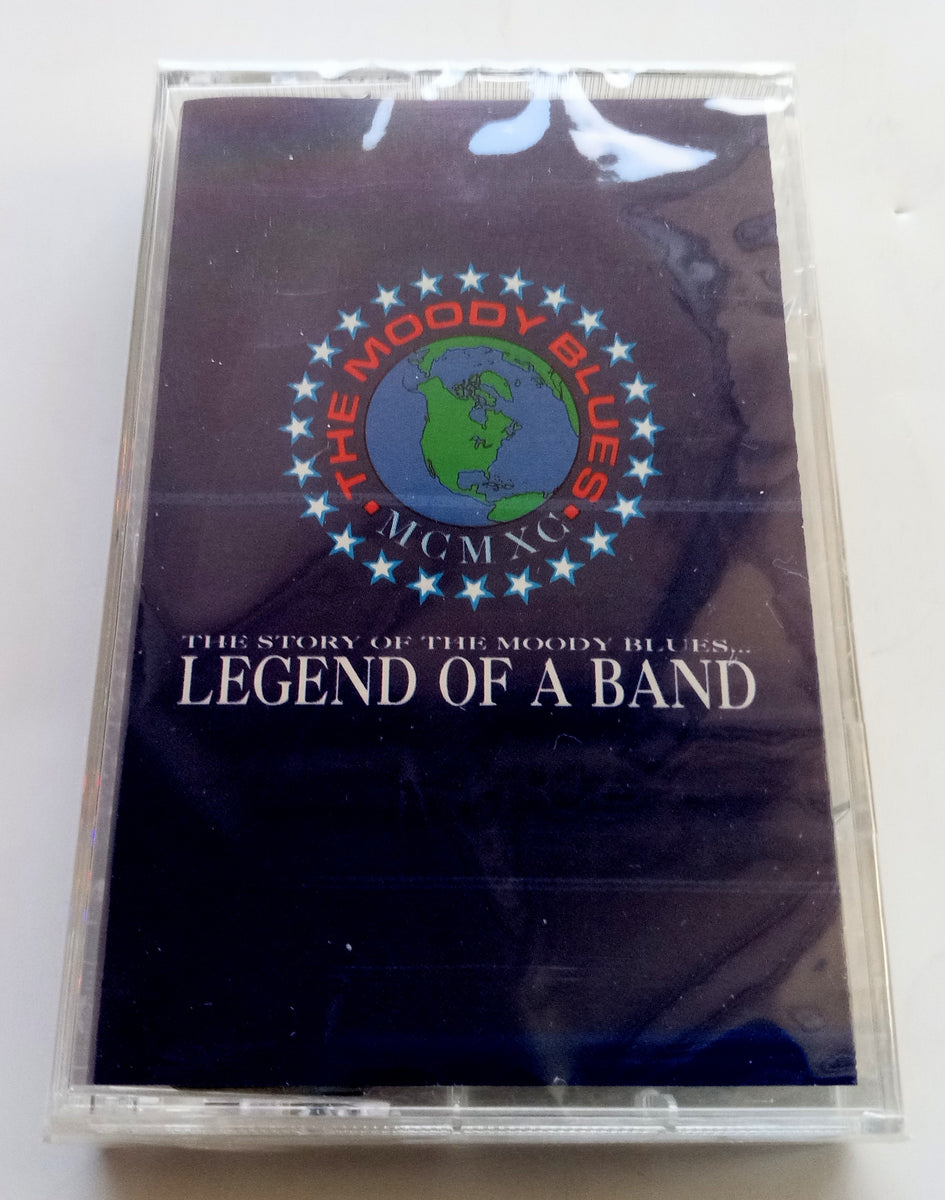 THE MOODY BLUES
MCMXC
THE STORY OF THE MOODY BLUES...
LEGEND OF A BAND